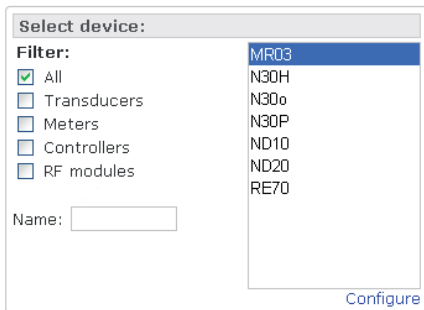 Select device:
Filter:
All
Transducers
Meters
Controllers
RF modules
Name:
MR03
N30H
N30o
N30P
ND10
ND20
RE70
Configure